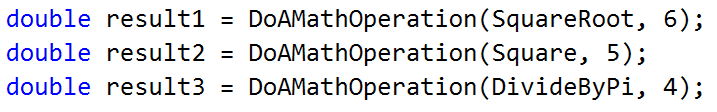 double result1 = DoAMathOperation(SquareRoot, 6);
double result2 = DoAMathOperation(Square, 5);
double result3 = DoAMathOperation(DivideByPi, 4);